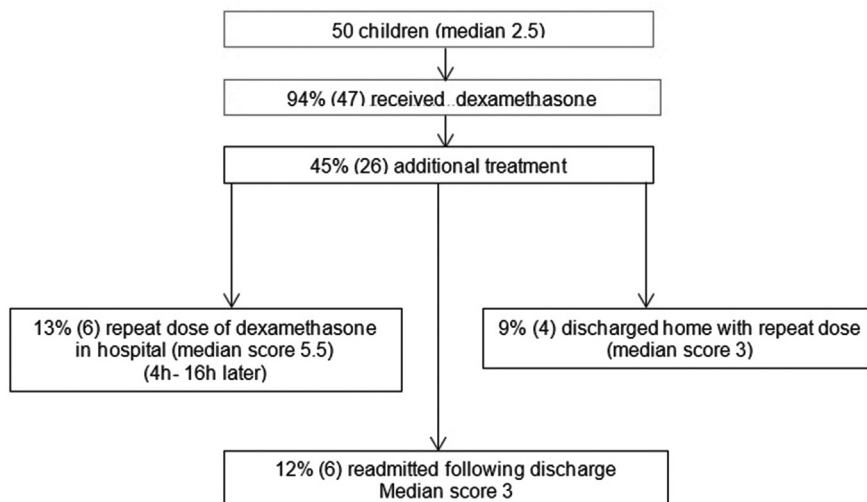 50 children (median 2.5)
94% (47) received dexamethasone
45% (26) additional treatment
13% (6) repeat dose of dexamethasone
in hospital (median score 5.5)
(4h- 16h later)
9% (4) discharged home with repeat dose
(median score 3)
12% (6) readmitted following discharge
Median score 3